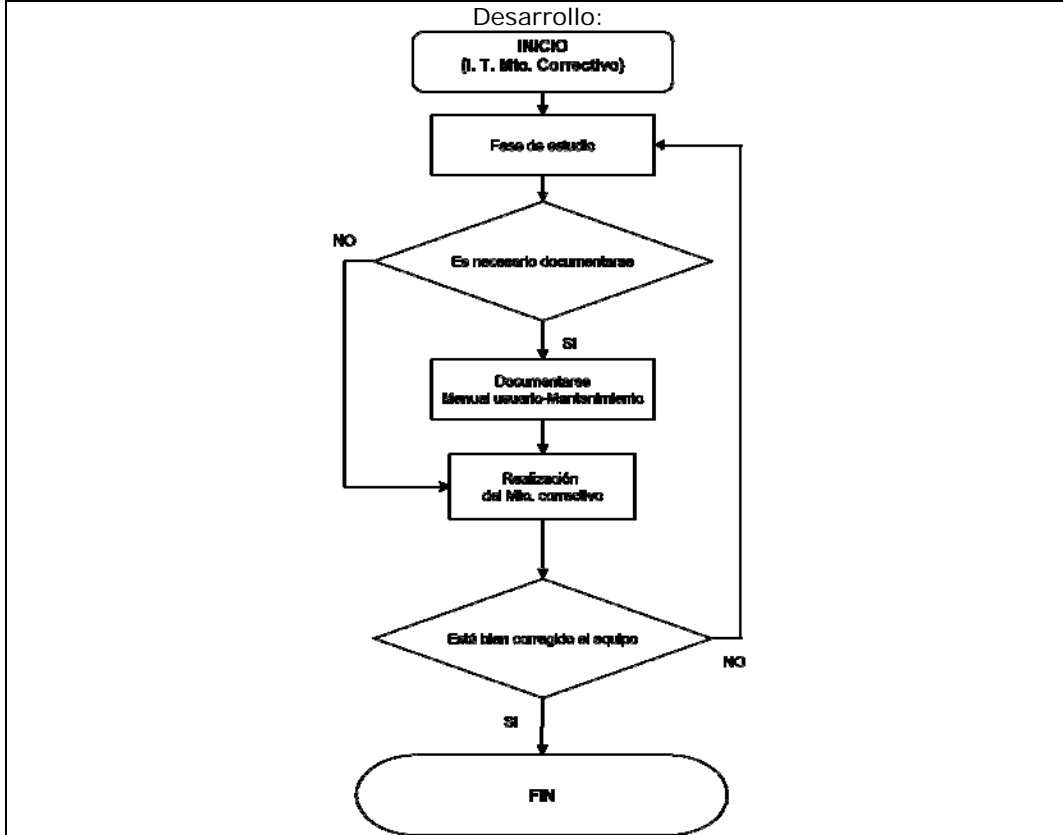 Desarrollo:
INICIO
(I. T. Mto. Correctivo)
Fase de estudio
NO
Es necesario documentarse
SI
Documentarse
Manual usuario-Mantenimiento
Realización
del Mto. correctivo
Está bien corregido el equipo
NO
SI
FIN